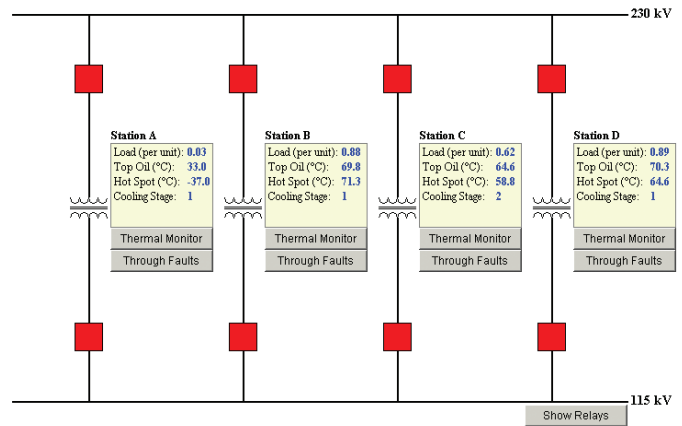 230 kV
Station A
Load (per unit): 0.03
Top Oil (°C): 33.0
Hot Spot (°C): -37.0
Cooling Stage: 1
Thermal Monitor
Through Faults
Station B
Load (per unit): 0.88
Top Oil (°C): 69.8
Hot Spot (°C): 71.3
Cooling Stage: 1
Thermal Monitor
Through Faults
Station C
Load (per unit): 0.62
Top Oil (°C): 64.6
Hot Spot (°C): 58.8
Cooling Stage: 2
Thermal Monitor
Through Faults
Station D
Load (per unit): 0.89
Top Oil (°C): 70.3
Hot Spot (°C): 64.6
Cooling Stage: 1
Thermal Monitor
Through Faults
115 kV
Show Relays